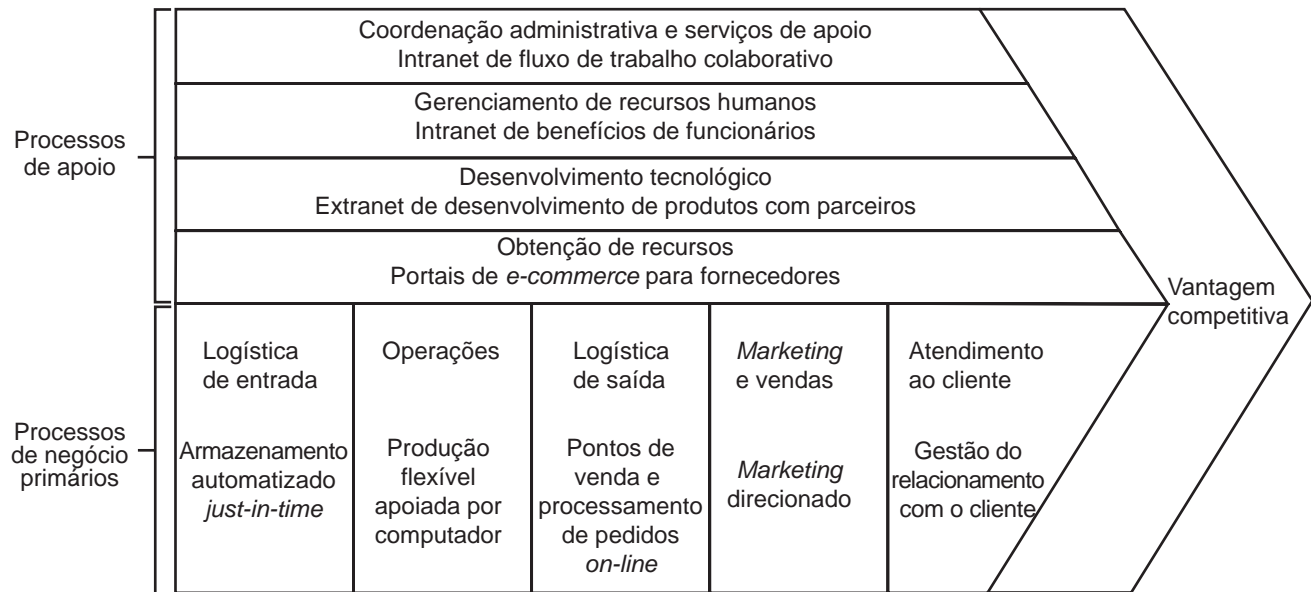 Coordenação administrativa e serviços de apoio
Intranet de fluxo de trabalho colaborativo
Gerenciamento de recursos humanos
Intranet de benefícios de funcionários
Processos
de apoio
Desenvolvimento tecnológico
Extranet de desenvolvimento de produtos com parceiros
Obtenção de recursos
Portais de e-commerce para fornecedores
Vantagem
competitiva
Processos
de negócio
primários
Logística
de entrada
Armazenamento
automatizado
just-in-time
Operações
Produção
flexível
apoiada por
computador
Logística
de saída
Pontos de
venda e
processamento
de pedidos
on-line
Marketing
e vendas
Marketing
direcionado
Atendimento
ao cliente
Gestão do
relacionamento
com o cliente